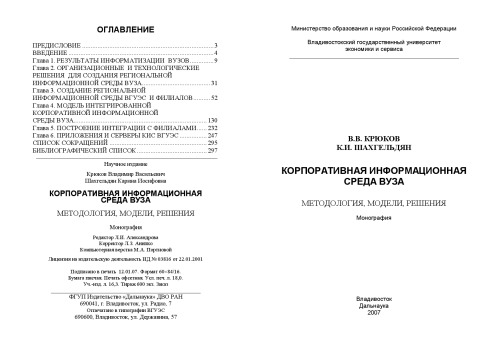 ОГЛАВЛЕНИЕ
ПРЕДИСЛОВИЕ 3
ВВЕДЕНИЕ 4
Глава 1. РЕЗУЛЬТАТЫ ИНФОРМАТИЗАЦИИ ВУЗОВ 9
Глава 2. ОРГАНИЗАЦИОННЫЕ И ТЕХНОЛОГИЧЕСКИЕ
РЕШЕНИЯ ДЛЯ СОЗДАНИЯ РЕГИОНАЛЬНОЙ
ИНФОРМАЦИОННОЙ СРЕДЫ ВУЗА 31
Глава 3. СОЗДАНИЕ РЕГИОНАЛЬНОЙ
ИНФОРМАЦИОННОЙ СРЕДЫ ВГУЭС И ФИЛИАЛОВ 52
Глава 4. МОДЕЛЬ ИНТЕГРИРОВАННОЙ
КОРПОРАТИВНОЙ ИНФОРМАЦИОННОЙ
СРЕДЫ ВУЗА 130
Глава 5. ПОСТРОЕНИЕ ИНТЕГРАЦИИ С ФИЛИАЛАМИ 232
Глава 6. ПРИЛОЖЕНИЯ И СЕРВЕРЫ КИС ВГУЭС 247
СПИСОК СОКРАЩЕНИЙ 295
БИБЛИОГРАФИЧЕСКИЙ СПИСОК 297
Научное издание
Крюков Владимир Васильевич
Шахгельдян Карина Иосифовна
КОРПОРАТИВНАЯ ИНФОРМАЦИОННАЯ
СРЕДА ВУЗА
МЕТОДОЛОГИЯ, МОДЕЛИ, РЕШЕНИЯ
Монография
Редактор Л.И. Александрова
Корректор Л.З. Анипко
Компьютерная верстка М.А. Портновой
Лицензия на издательскую деятельность ИД № 03816 от 22.01.2001
Подписано в печать 12.01.07. Формат 60×84/16.
Бумага писчая. Печать офсетная. Усл. печ. л. 18,0.
Уч.-изд. л. 16,3. Тираж 600 экз. Заказ
ФГУП Издательство «Дальнаука» ДВО РАН
690041, г. Владивосток, ул. Радио, 7
Отпечатано в типографии ВГУЭС
690600, Владивосток, ул. Державина, 57
Министерство образования и науки Российской Федерации
Владивостокский государственный университет
экономики и сервиса
В.В. КРЮКОВ
К.И. ШАХГЕЛЬДЯН
КОРПОРАТИВНАЯ ИНФОРМАЦИОННАЯ
СРЕДА ВУЗА
МЕТОДОЛОГИЯ, МОДЕЛИ, РЕШЕНИЯ
Монография
Владивосток
Дальнаука
2007